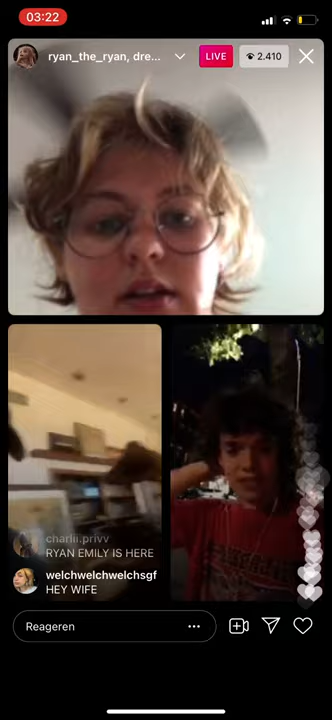 03:22
ryan_the_ryan, dre...
LIVE
2.410
charlii.privv
RYAN EMILY IS HERE
welchwelchwelchsgf
HEY WIFE
Reageren